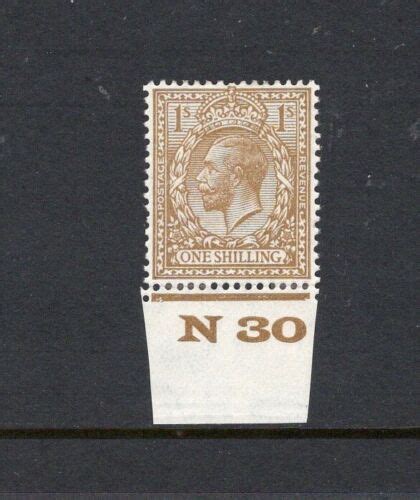 1s 1s
POSTAGE
REVENUE
ONE SHILLING
N 30